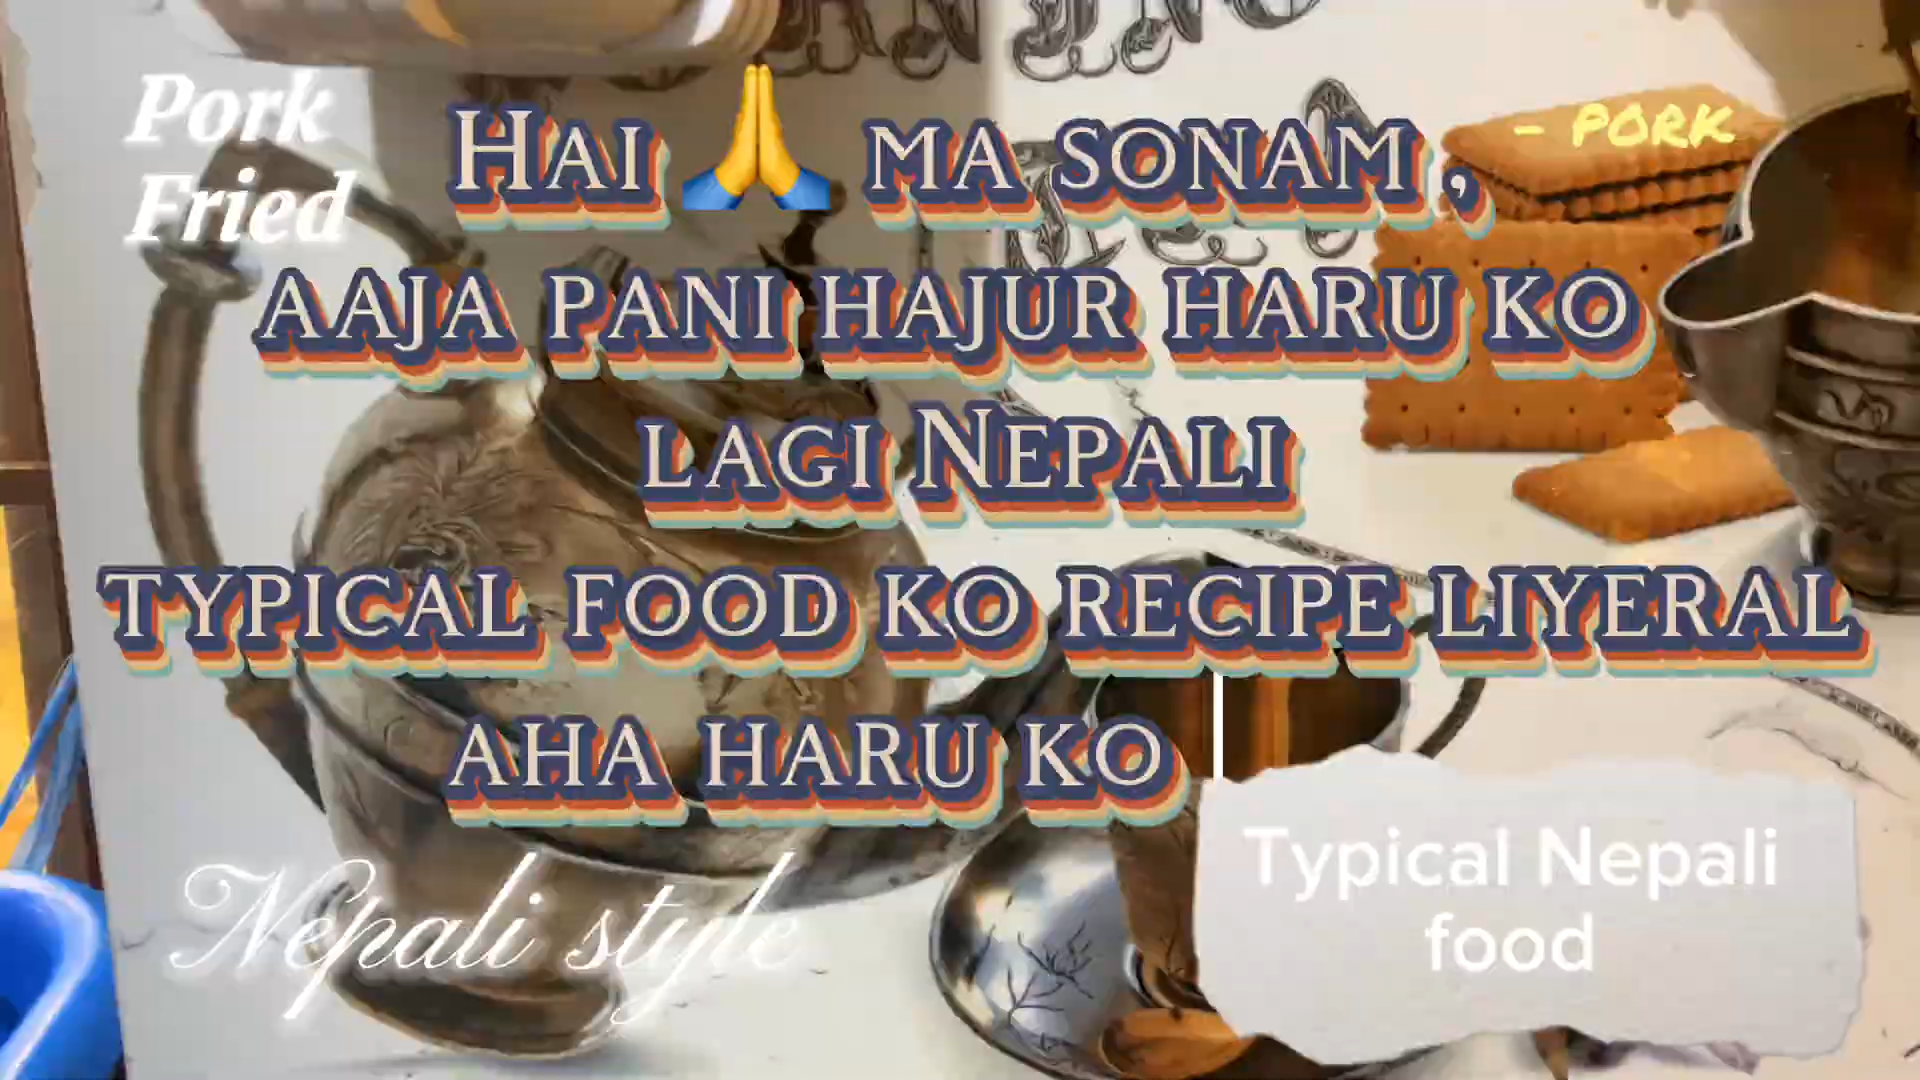 Pork
Fried
Hai 🙏 ma sonam ,
- PORK
aaja pani hajur haru ko
lagi Nepali
typical food ko recipe liyeral
aha haru ko
Nepali style
Typical Nepali
food